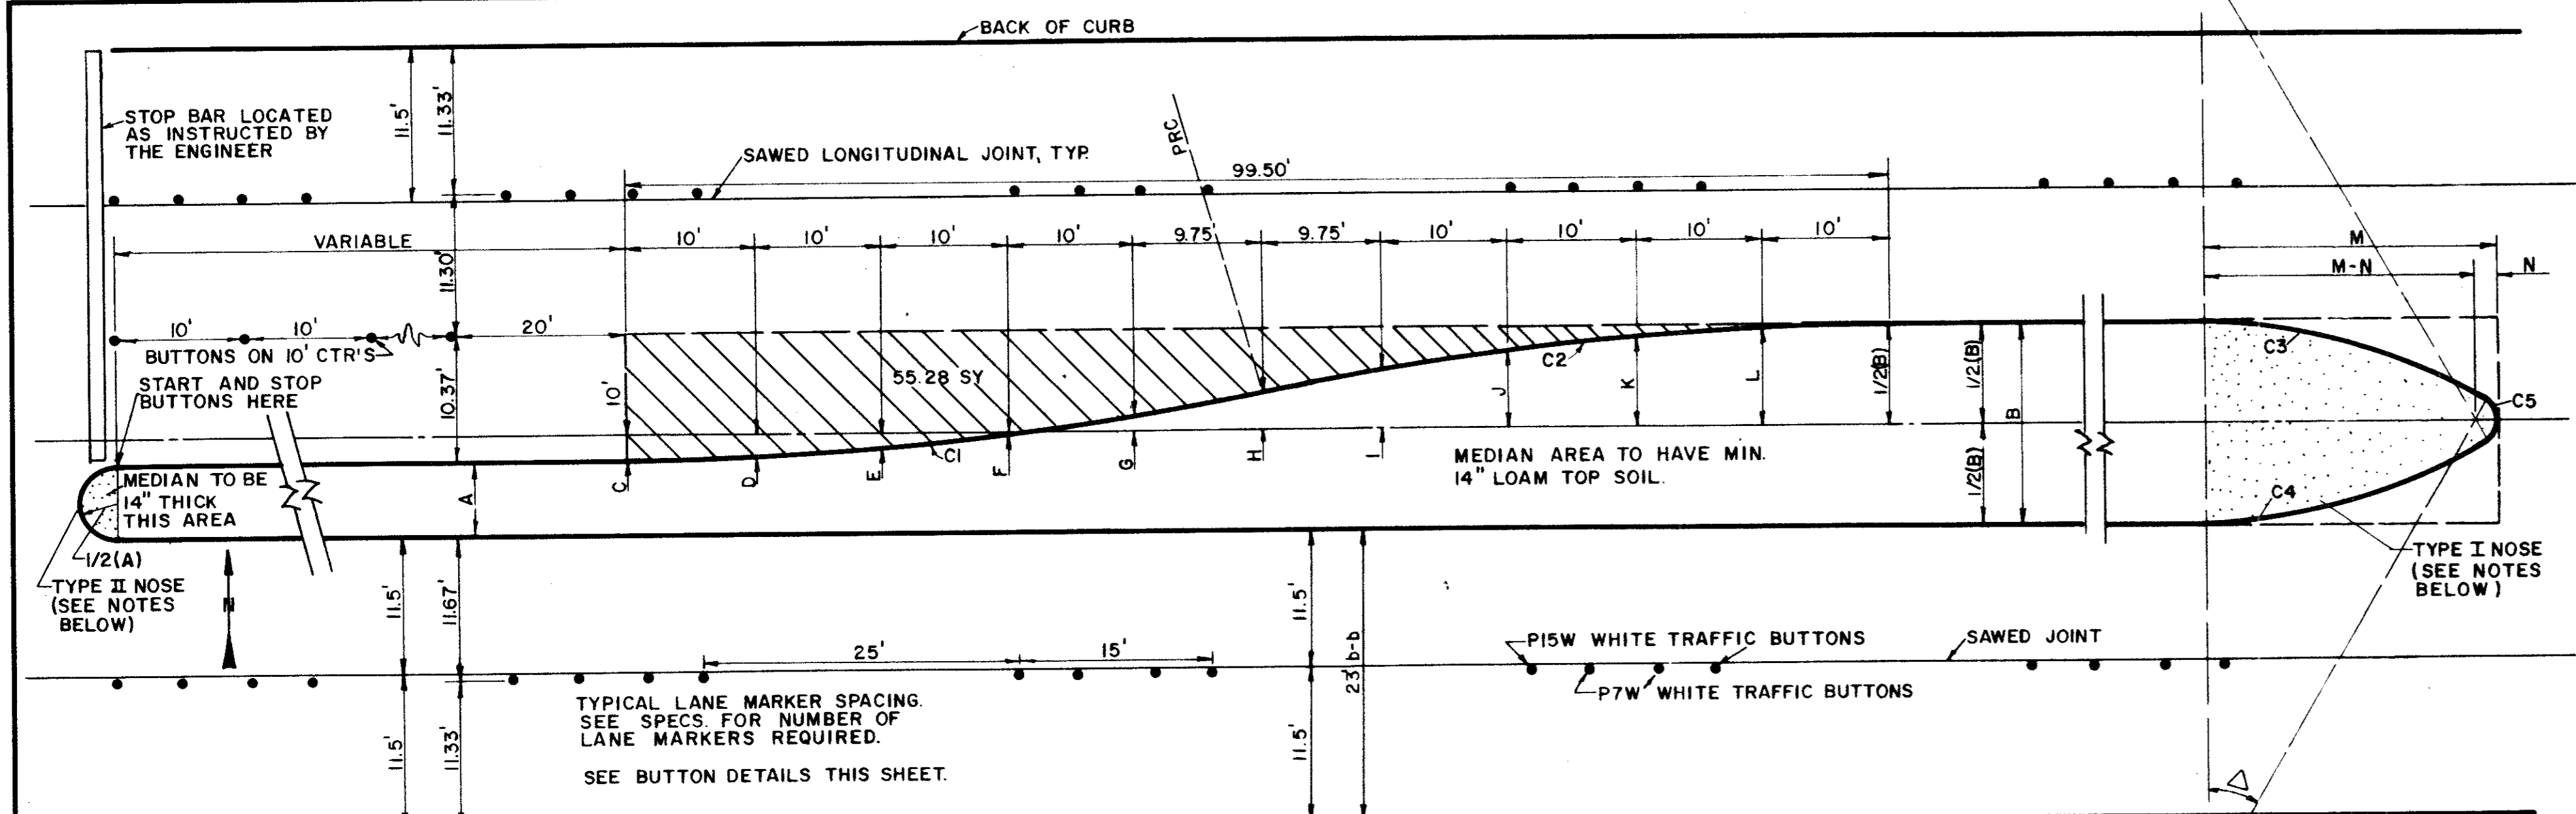 BACK OF CURB
STOP BAR LOCATED
AS INSTRUCTED BY
THE ENGINEER
11.5'
11.33'
SAWED LONGITUDINAL JOINT, TYP.
PRC
99.50'
VARIABLE
10'
10'
10'
10'
9.75'
9.75'
10'
10'
10'
10'
M
M-N
N
11.30'
10'
10'
20'
BUTTONS ON 10' CTR'S
START AND STOP
BUTTONS HERE
10.37'
10'
55.28 SY
C1
C2
C3
C4
C5
C
D
E
F
G
H
I
J
K
L
1/2(B)
1/2(B)
1/2(B)
B
A
MEDIAN TO BE
14" THICK
THIS AREA
1/2(A)
TYPE II NOSE
(SEE NOTES
BELOW)
N
MEDIAN AREA TO HAVE MIN.
14" LOAM TOP SOIL.
TYPE I NOSE
(SEE NOTES
BELOW)
11.5'
11.67'
11.5'
23' b-b
25'
15'
P15W WHITE TRAFFIC BUTTONS
SAWED JOINT
P7W WHITE TRAFFIC BUTTONS
TYPICAL LANE MARKER SPACING.
SEE SPECS. FOR NUMBER OF
LANE MARKERS REQUIRED.
SEE BUTTON DETAILS THIS SHEET.
11.5'
11.33'
11.5'
Δ